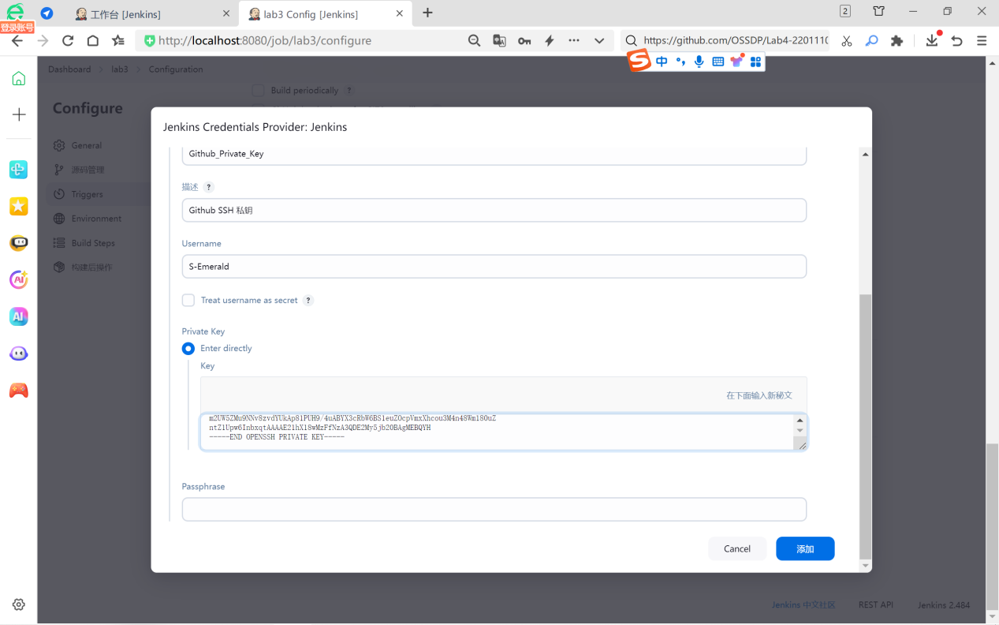 登录账号
工作台 [Jenkins]
lab3 Config [Jenkins]
2
http://localhost:8080/job/lab3/configure
https://github.com/OSSDP/Lab4-2201110
中
Dashboard > lab3 > Configuration
Build periodically ?
Configure
General
源码管理
Triggers
Environment
Build Steps
构建后操作
Jenkins Credentials Provider: Jenkins
Github_Private_Key
描述 ?
Github SSH 私钥
Username
S-Emerald
Treat username as secret ?
Private Key
Enter directly
Key
在下面输入新秘文
m2UW5ZMu9NNv8zvdYUkAp81PUH9/4uABYX3cRbW6BS1euZOcpVmxXhcou3M4n48Wm180uZ
ntZ1Upw6InbxqtAAAAE21hX18wMzFfNzA3QDE2My5jb20BAgMEBQYH
-----END OPENSSH PRIVATE KEY-----
Passphrase
Cancel
添加
Jenkins 中文社区
REST API
Jenkins 2.484